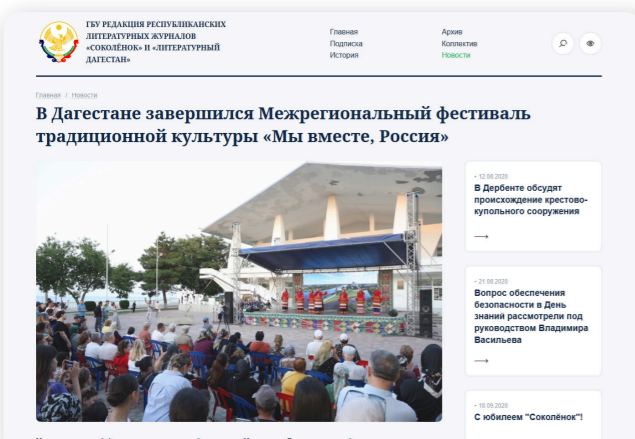 ГБУ РЕДАКЦИЯ РЕСПУБЛИКАНСКИХ
ЛИТЕРАТУРНЫХ ЖУРНАЛОВ
«СОКОЛЁНОК» И «ЛИТЕРАТУРНЫЙ
ДАГЕСТАН»
Главная
Подписка
История
Архив
Коллектив
Новости
Главная / Новости
В Дагестане завершился Межрегиональный фестиваль
традиционной культуры «Мы вместе, Россия»
- 12.08.2020
В Дербенте обсудят
происхождение крестово-
купольного сооружения
- 21.08.2020
Вопрос обеспечения
безопасности в День
знаний рассмотрели под
руководством Владимира
Васильева
- 18.09.2020
С юбилеем "Соколёнок"!